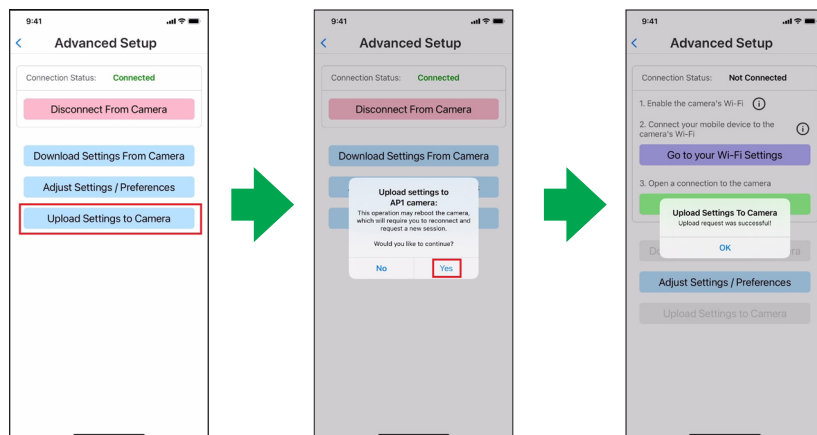 9:41
Advanced Setup
Connection Status: Connected
Disconnect From Camera
Download Settings From Camera
Adjust Settings / Preferences
Upload Settings to Camera
9:41
Advanced Setup
Connection Status: Connected
Disconnect From Camera
Download Settings From Camera
Upload settings to
AP1 camera:
This operation may reboot the camera,
which will require you to reconnect and
request a new session.
Would you like to continue?
No Yes
9:41
Advanced Setup
Connection Status: Not Connected
1. Enable the camera's Wi-Fi
2. Connect your mobile device to the
camera's Wi-Fi
Go to your Wi-Fi Settings
3. Open a connection to the camera
Upload Settings To Camera
Upload request was successful!
OK
Adjust Settings / Preferences
Upload Settings to Camera